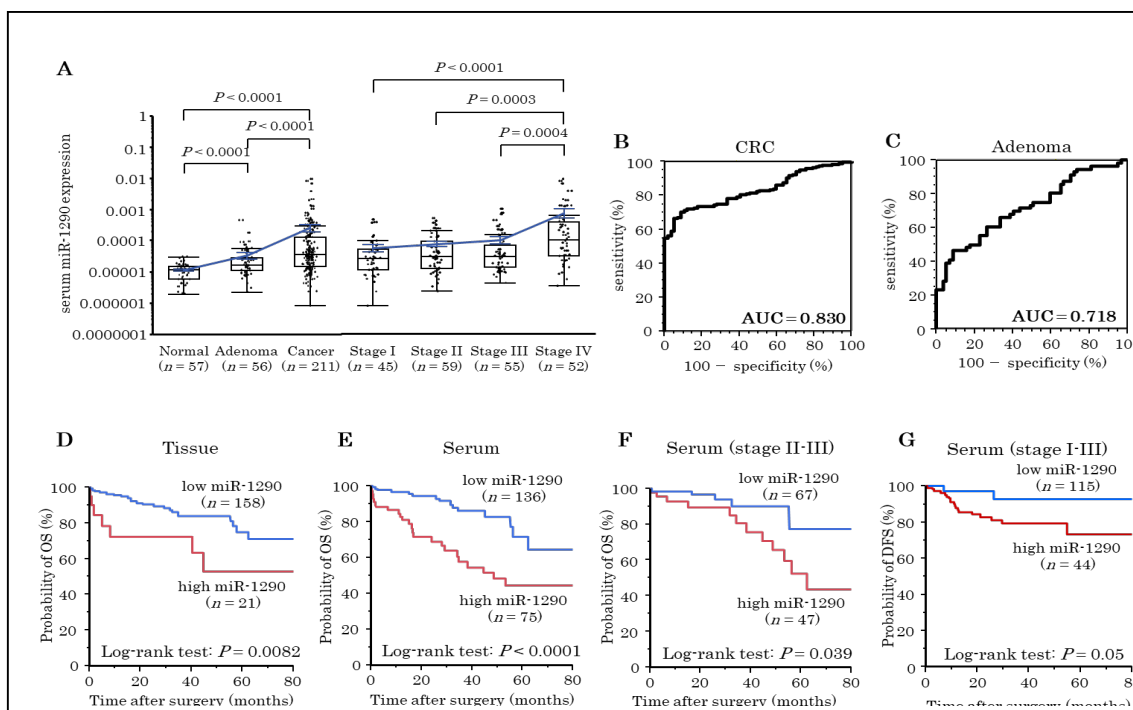 A
P < 0.0001
P < 0.0001
P = 0.0003
P < 0.0001
P = 0.0004
P < 0.0001
serum miR-1290 expression
1
0.1
0.01
0.001
0.0001
0.00001
0.000001
0.0000001
Normal Adenoma Cancer Stage I Stage II Stage III Stage IV
(n = 57) (n = 56) (n = 211) (n = 45) (n = 59) (n = 55) (n = 52)
B
CRC
sensitivity (%)
100
80
60
40
20
0
AUC = 0.830
0 20 40 60 80 100
100 − specificity (%)
C
Adenoma
sensitivity (%)
100
80
60
40
20
0
AUC = 0.718
0 20 40 60 80 10
100 − specificity (%)
D
Tissue
Probability of OS (%)
100
80
60
40
20
0
low miR-1290
(n = 158)
high miR-1290
(n = 21)
Log-rank test: P = 0.0082
0 20 40 60 80
Time after surgery (months)
E
Serum
Probability of OS (%)
100
80
60
40
20
0
low miR-1290
(n = 136)
high miR-1290
(n = 75)
Log-rank test: P < 0.0001
0 20 40 60 80
Time after surgery (months)
F
Serum (stage II-III)
Probability of OS (%)
100
80
60
40
20
0
low miR-1290
(n = 67)
high miR-1290
(n = 47)
Log-rank test: P = 0.039
0 20 40 60 80
Time after surgery (months)
G
Serum (stage I-III)
Probability of DFS (%)
100
80
60
40
20
0
low miR-1290
(n = 115)
high miR-1290
(n = 44)
Log-rank test: P = 0.05
0 20 40 60 80
Time after surgery (months)